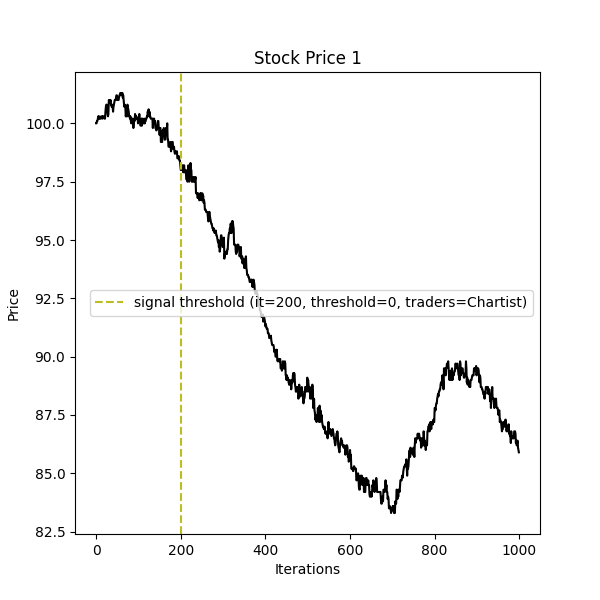 Stock Price 1
Price
100.0
97.5
95.0
92.5
90.0
87.5
85.0
82.5
signal threshold (it=200, threshold=0, traders=Chartist)
0 200 400 600 800 1000
Iterations